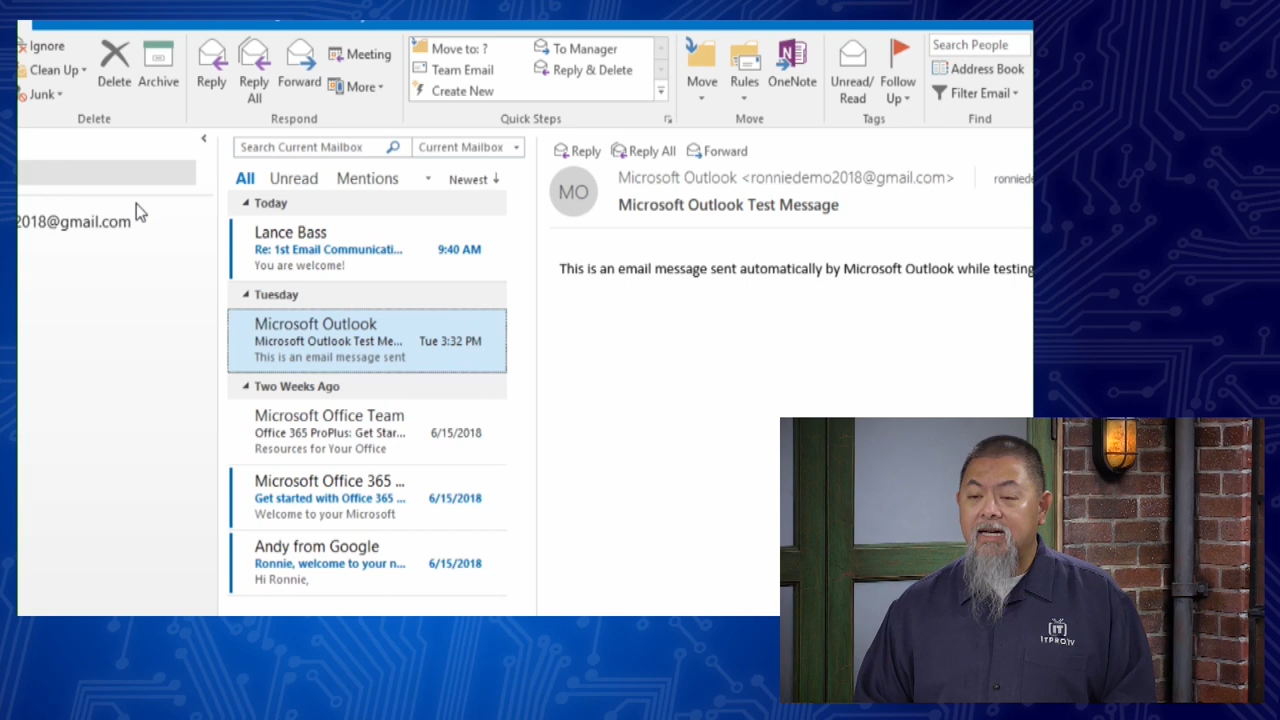 Ignore
Clean Up
Junk
Delete
Archive
Delete
Reply
Reply
All
Forward
Meeting
More
Respond
Move to: ?
Team Email
Create New
To Manager
Reply & Delete
Quick Steps
Move
Rules
OneNote
Move
Unread/
Read
Follow
Up
Tags
Search People
Address Book
Filter Email
Find
2018@gmail.com
Search Current Mailbox
Current Mailbox
All Unread Mentions Newest
Today
Lance Bass
Re: 1st Email Communicati... 9:40 AM
You are welcome!
Tuesday
Microsoft Outlook
Microsoft Outlook Test Me... Tue 3:32 PM
This is an email message sent
Two Weeks Ago
Microsoft Office Team
Office 365 ProPlus: Get Star... 6/15/2018
Resources for Your Office
Microsoft Office 365 ...
Get started with Office 365 ... 6/15/2018
Welcome to your Microsoft
Andy from Google
Ronnie, welcome to your n... 6/15/2018
Hi Ronnie,
Reply Reply All Forward
MO
Microsoft Outlook <ronniedemo2018@gmail.com> ronniede
Microsoft Outlook Test Message
This is an email message sent automatically by Microsoft Outlook while testing
IT
ITPRO.TV